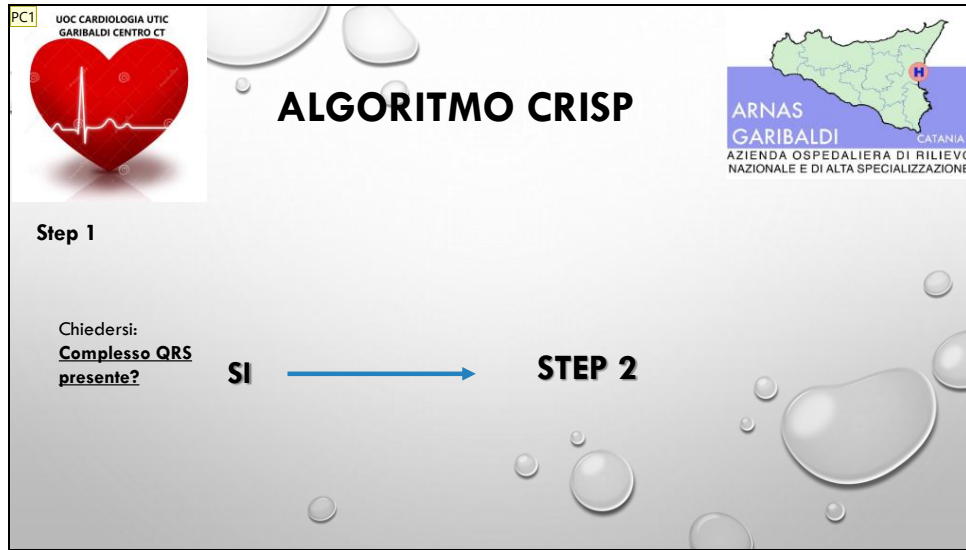 PC1
UOC CARDIOLOGIA UTIC
GARIBALDI CENTRO CT
ALGORITMO CRISP
H
ARNAS
GARIBALDI
CATANIA
AZIENDA OSPEDALIERA DI RILIEVO
NAZIONALE E DI ALTA SPECIALIZZAZIONE
Step 1
Chiedersi:
Complesso QRS
presente?
SI
STEP 2